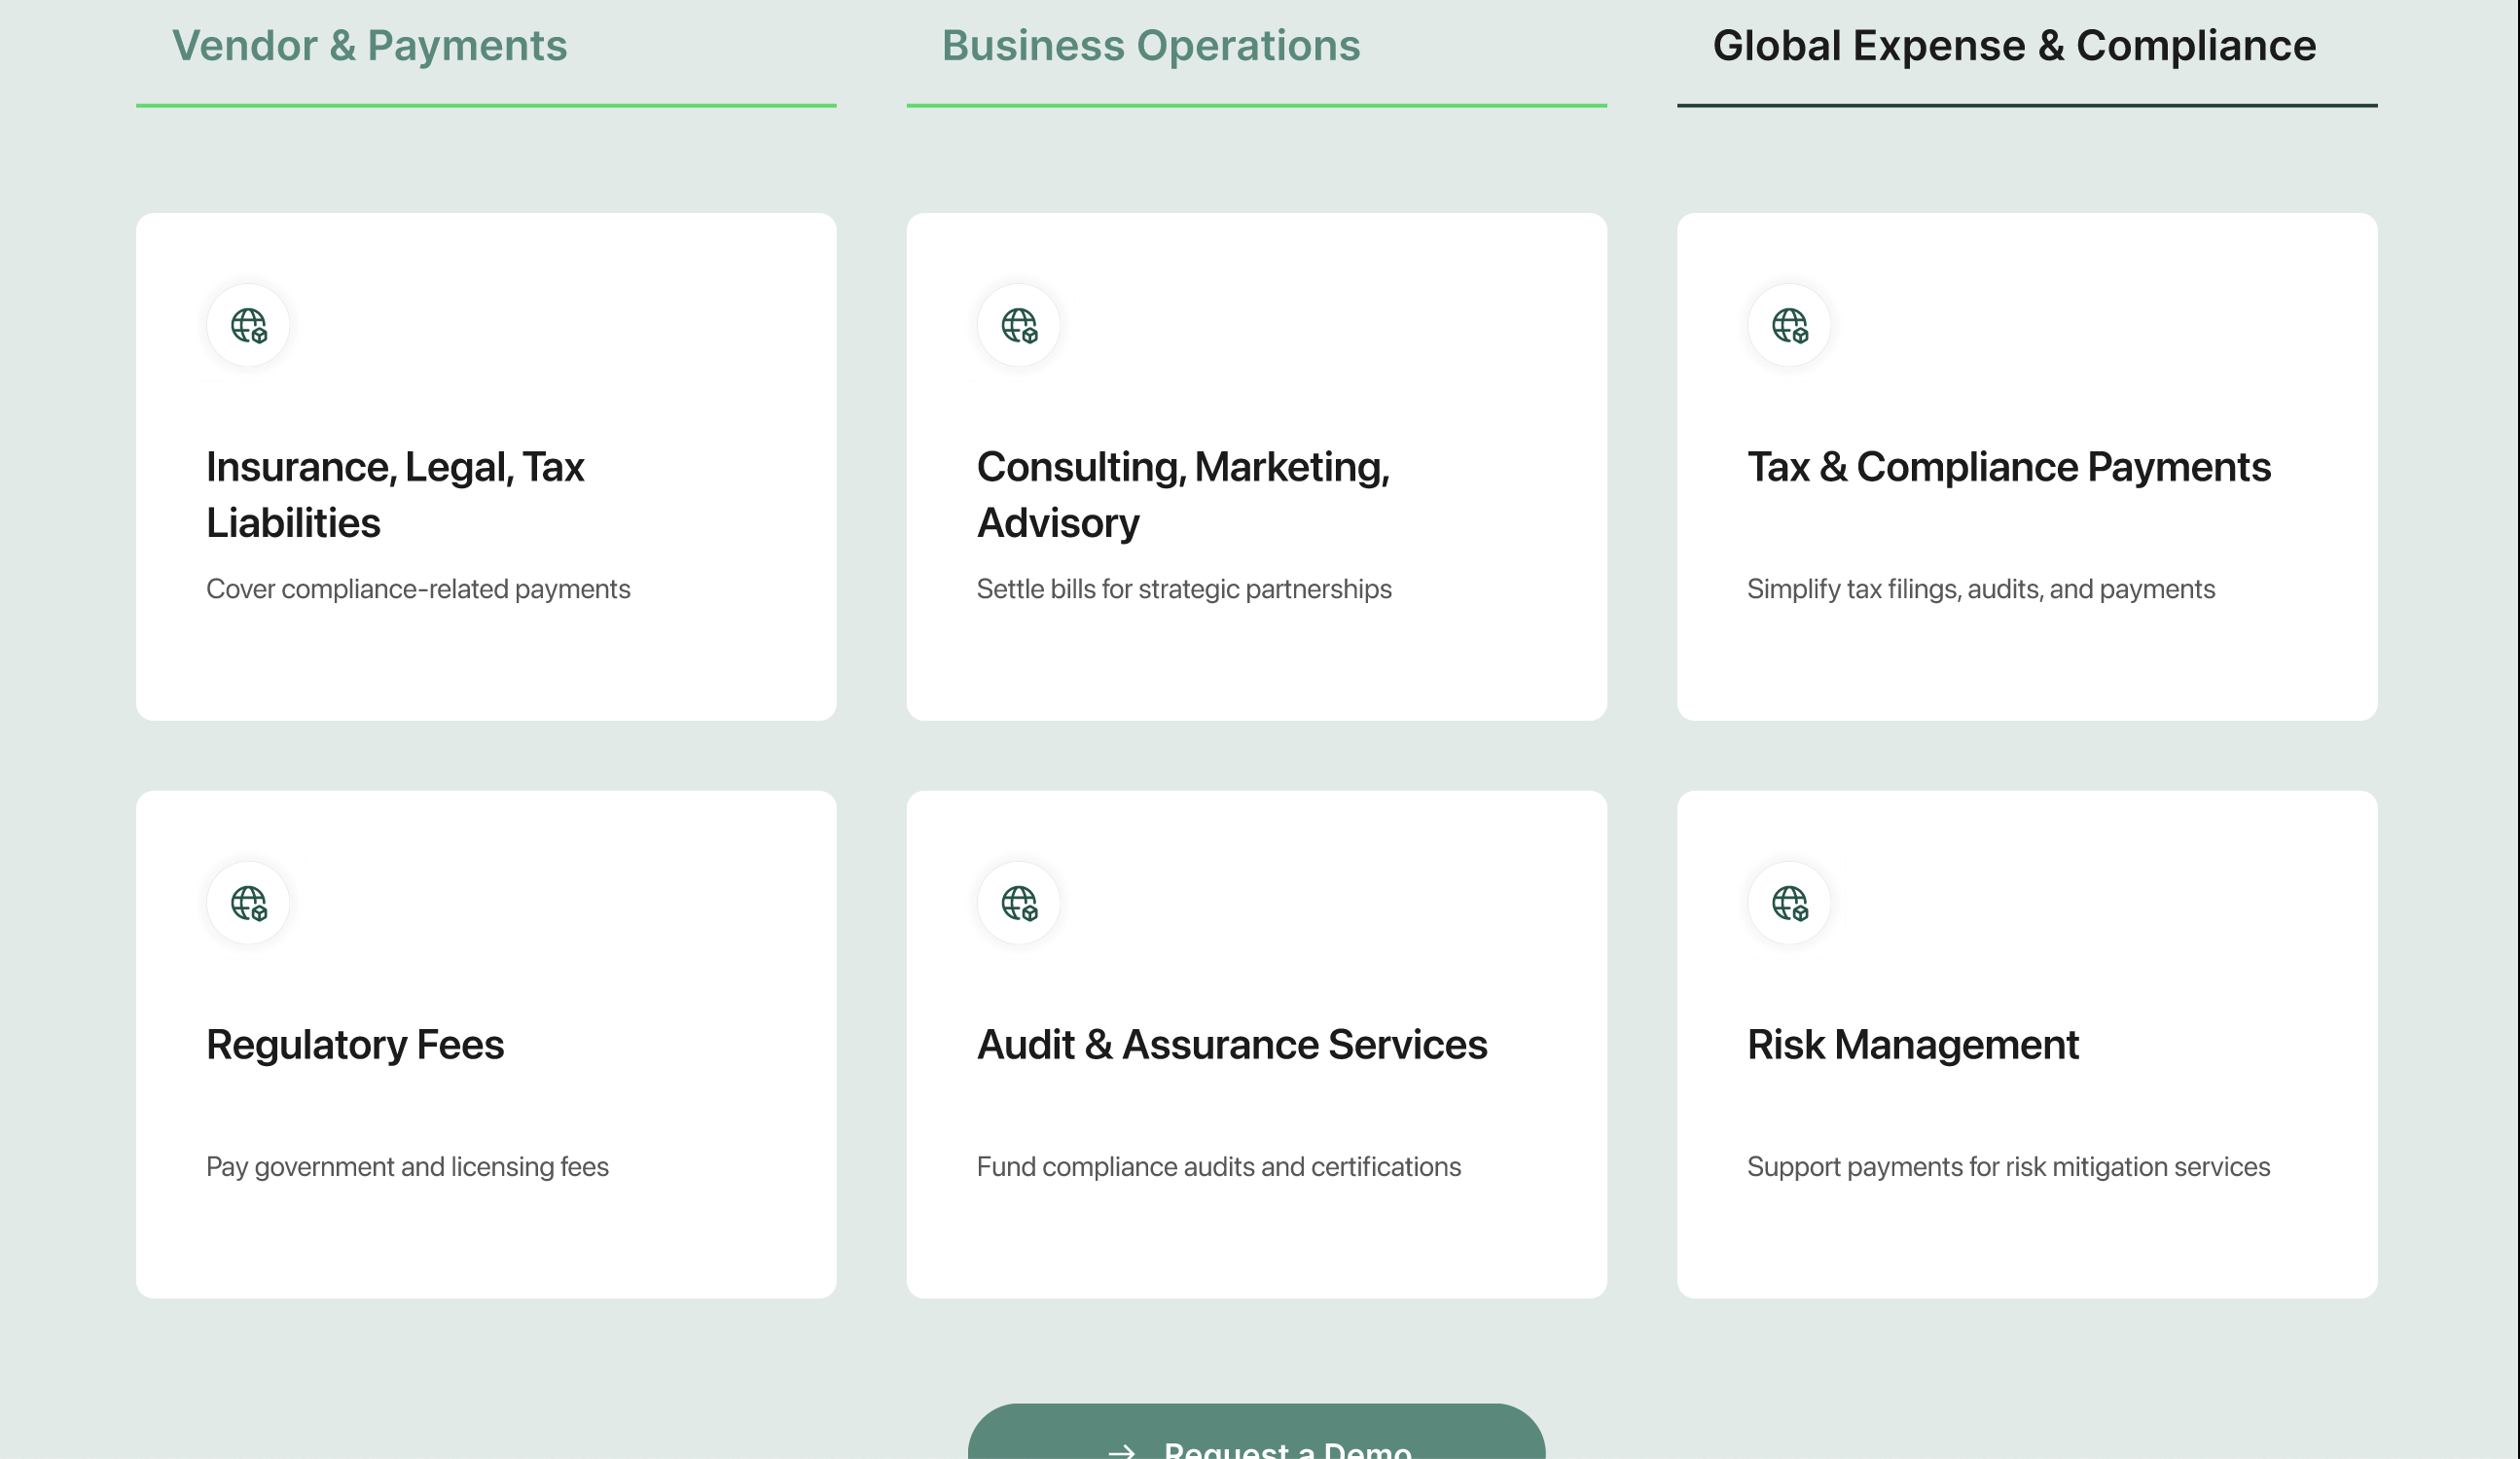 Vendor & Payments
Business Operations
Global Expense & Compliance
Insurance, Legal, Tax
Liabilities
Cover compliance-related payments
Consulting, Marketing,
Advisory
Settle bills for strategic partnerships
Tax & Compliance Payments
Simplify tax filings, audits, and payments
Regulatory Fees
Pay government and licensing fees
Audit & Assurance Services
Fund compliance audits and certifications
Risk Management
Support payments for risk mitigation services
Request a Demo